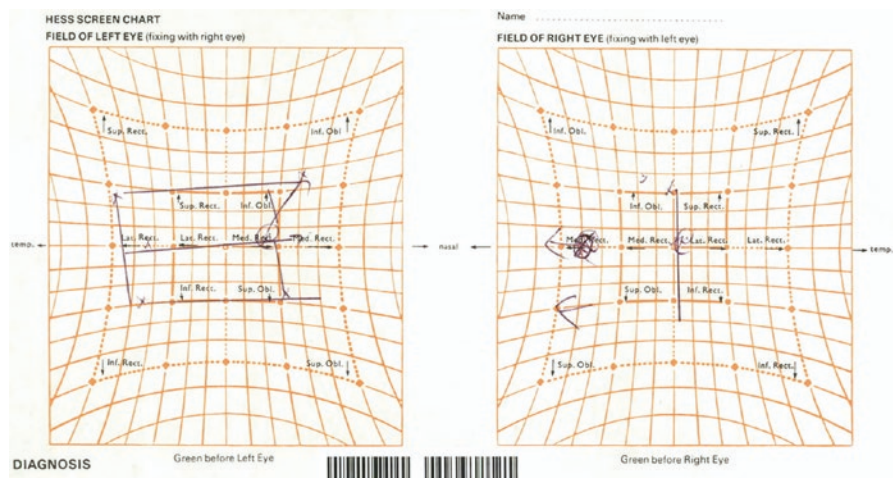 HESS SCREEN CHART
FIELD OF LEFT EYE (fixing with right eye)
Sup. Rect. Inf. Obl
Sup. Rect. Inf. Obl.
temp. Lat. Rect. Lat. Rect. Med. Rect. Med. Rect.
Inf. Rect. Sup. Obl.
Inf. Rect. Sup. Obl.
DIAGNOSIS
Green before Left Eye
nasal
Name
FIELD OF RIGHT EYE (fixing with left eye)
Inf. Obl. Sup. Rect.
Inf. Obl. Sup. Rect.
Med. Rect. Med. Rect. Lat. Rect. Lat. Rect. temp.
Sup. Obl. Inf. Rect.
Sup. Obl. Inf. Rect.
Green before Right Eye